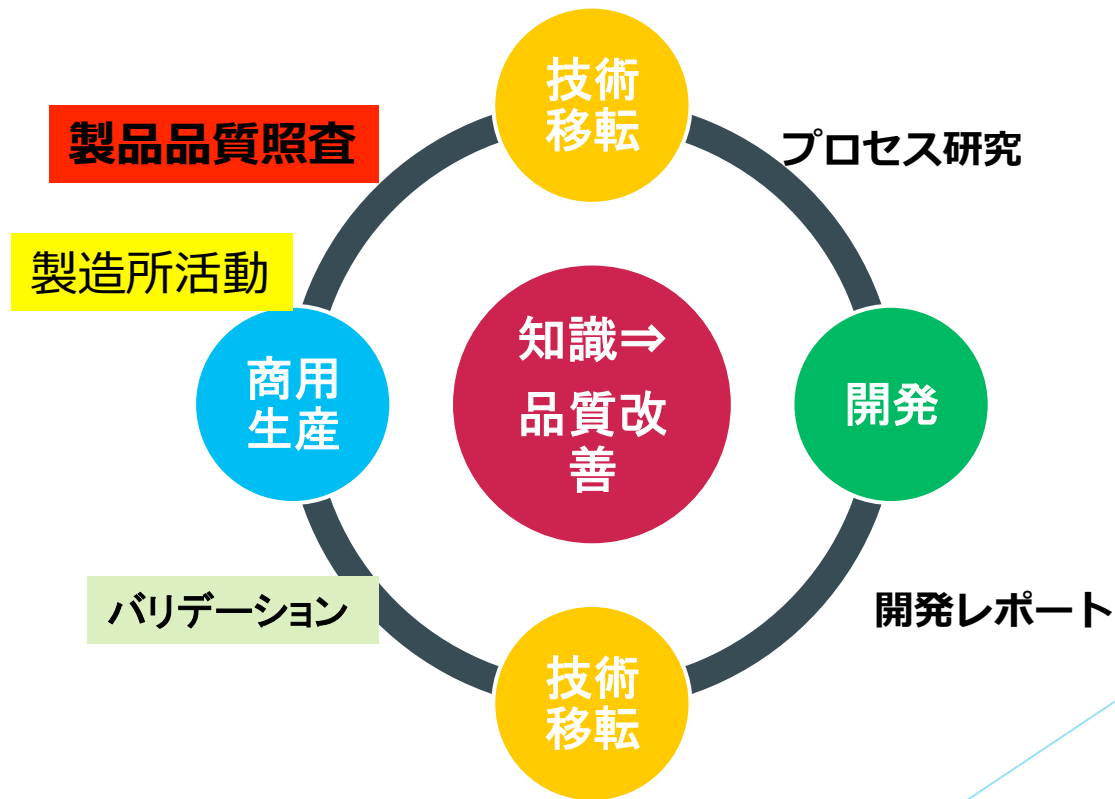 技術
移転
製品品質照査
プロセス研究
製造所活動
知識⇒
品質改
善
商用
生産
開発
バリデーション
開発レポート
技術
移転